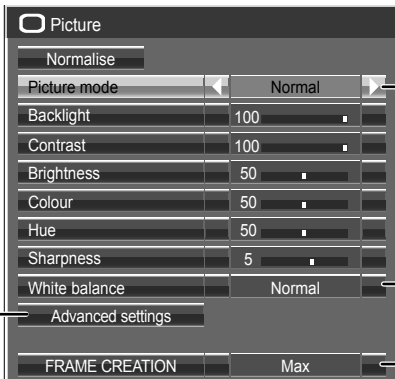 Picture
Normalise
Picture mode Normal
Backlight 100
Contrast 100
Brightness 50
Colour 50
Hue 50
Sharpness 5
White balance Normal
Advanced settings
FRAME CREATION Max